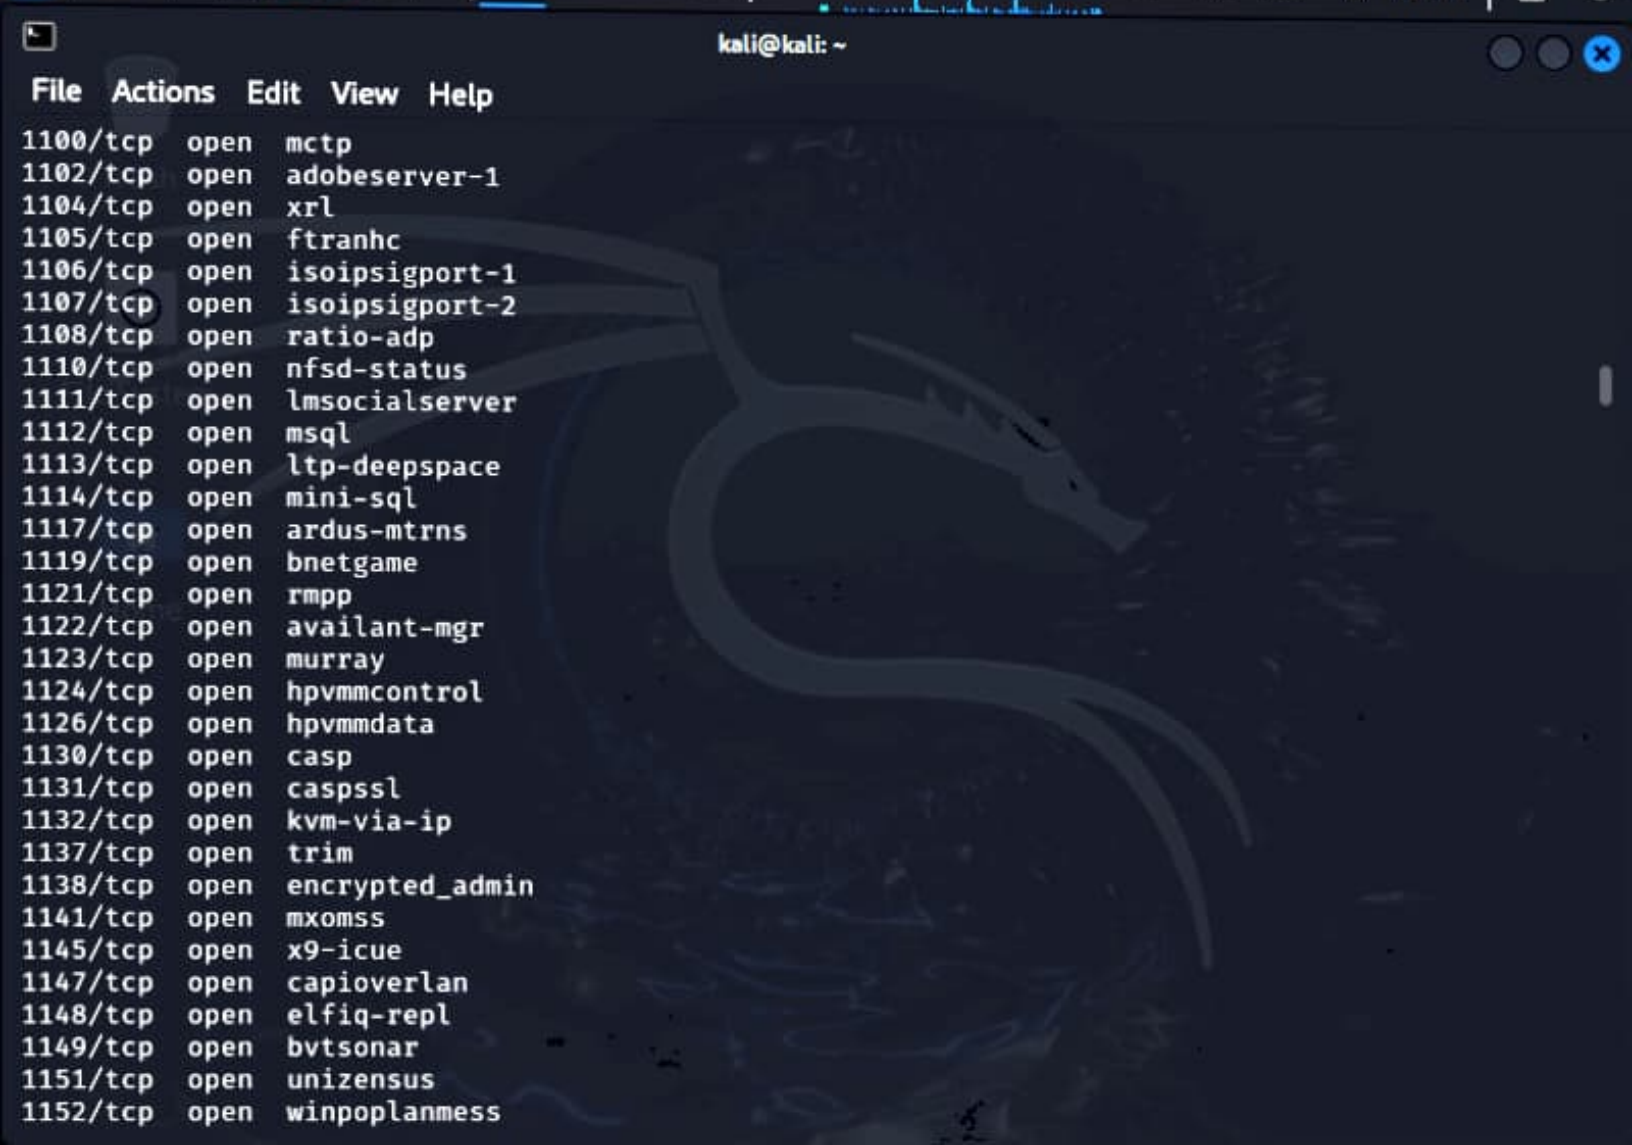 kali@kali: ~
File Actions Edit View Help
1100/tcp open mctp
1102/tcp open adobeserver-1
1104/tcp open xrl
1105/tcp open ftranhc
1106/tcp open isoipsigport-1
1107/tcp open isoipsigport-2
1108/tcp open ratio-adp
1110/tcp open nfsd-status
1111/tcp open lmsocialserver
1112/tcp open msql
1113/tcp open ltp-deepspace
1114/tcp open mini-sql
1117/tcp open ardus-mtrns
1119/tcp open bnetgame
1121/tcp open rmpp
1122/tcp open availant-mgr
1123/tcp open murray
1124/tcp open hpvmmcontrol
1126/tcp open hpvmmdata
1130/tcp open casp
1131/tcp open caspssl
1132/tcp open kvm-via-ip
1137/tcp open trim
1138/tcp open encrypted_admin
1141/tcp open mxomss
1145/tcp open x9-icue
1147/tcp open capioverlan
1148/tcp open elfiq-repl
1149/tcp open bvtsonar
1151/tcp open unizensus
1152/tcp open winpoplanmess